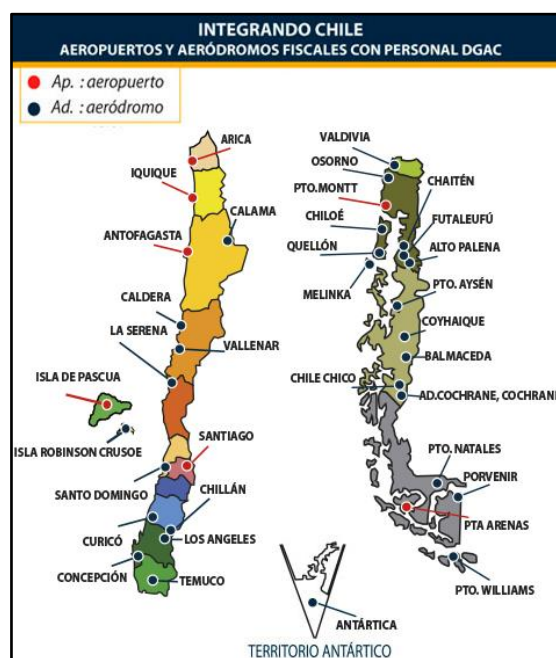 INTEGRANDO CHILE
AEROPUERTOS Y AERÓDROMOS FISCALES CON PERSONAL DGAC
Ap. : aeropuerto
Ad. : aeródromo
ARICA
IQUIQUE
CALAMA
ANTOFAGASTA
CALDERA
LA SERENA
VALLENAR
ISLA DE PASCUA
ISLA ROBINSON CRUSOE
SANTIAGO
SANTO DOMINGO
CHILLÁN
CURICÓ
LOS ANGELES
CONCEPCIÓN
TEMUCO
VALDIVIA
OSORNO
PTO.MONTT
CHAITÉN
CHILOÉ
FUTALEUFÚ
QUELLÓN
ALTO PALENA
MELINKA
PTO. AYSÉN
COYHAIQUE
BALMACEDA
CHILE CHICO
AD.COCHRANE, COCHRANE
PTO. NATALES
PORVENIR
PTA ARENAS
PTO. WILLIAMS
ANTÁRTICA
TERRITORIO ANTÁRTICO